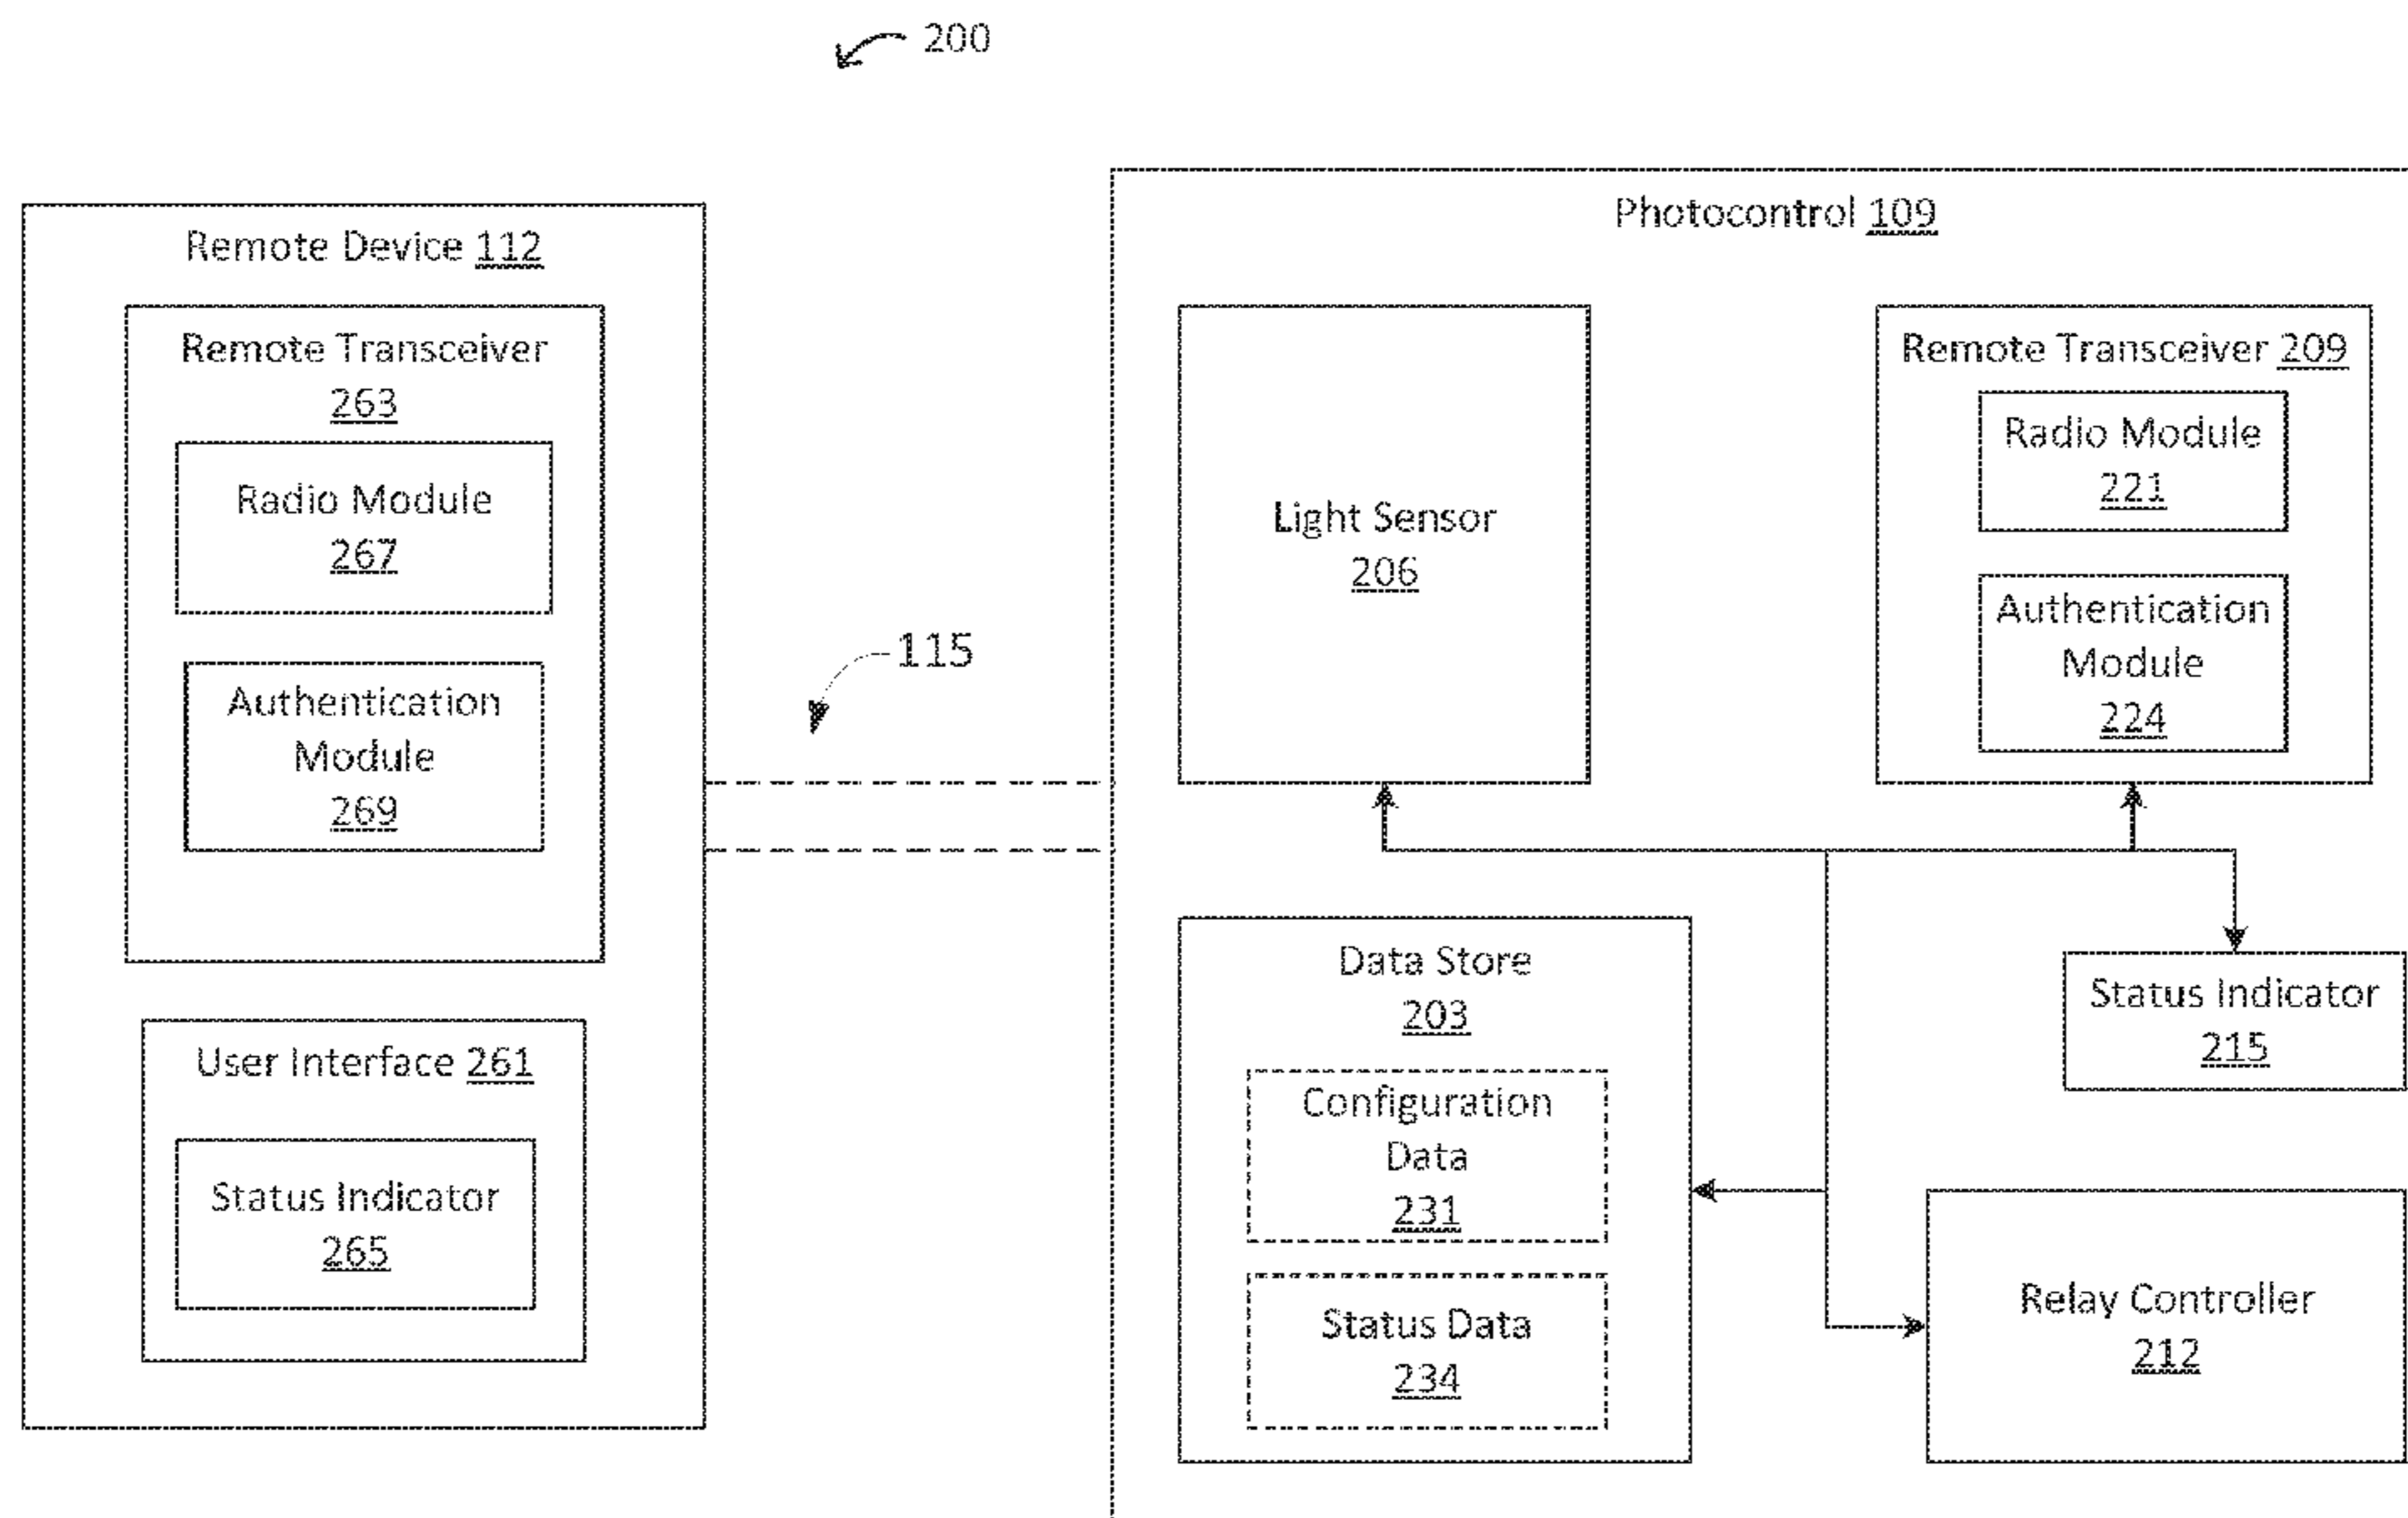 200
Remote Device 112
Remote Transceiver
263
Radio Module
267
Authentication
Module
269
User Interface 261
Status Indicator
265
115
Photocontrol 109
Light Sensor
206
Remote Transceiver 209
Radio Module
221
Authentication
Module
224
Data Store
203
Configuration
Data
231
Status Data
234
Status Indicator
215
Relay Controller
212